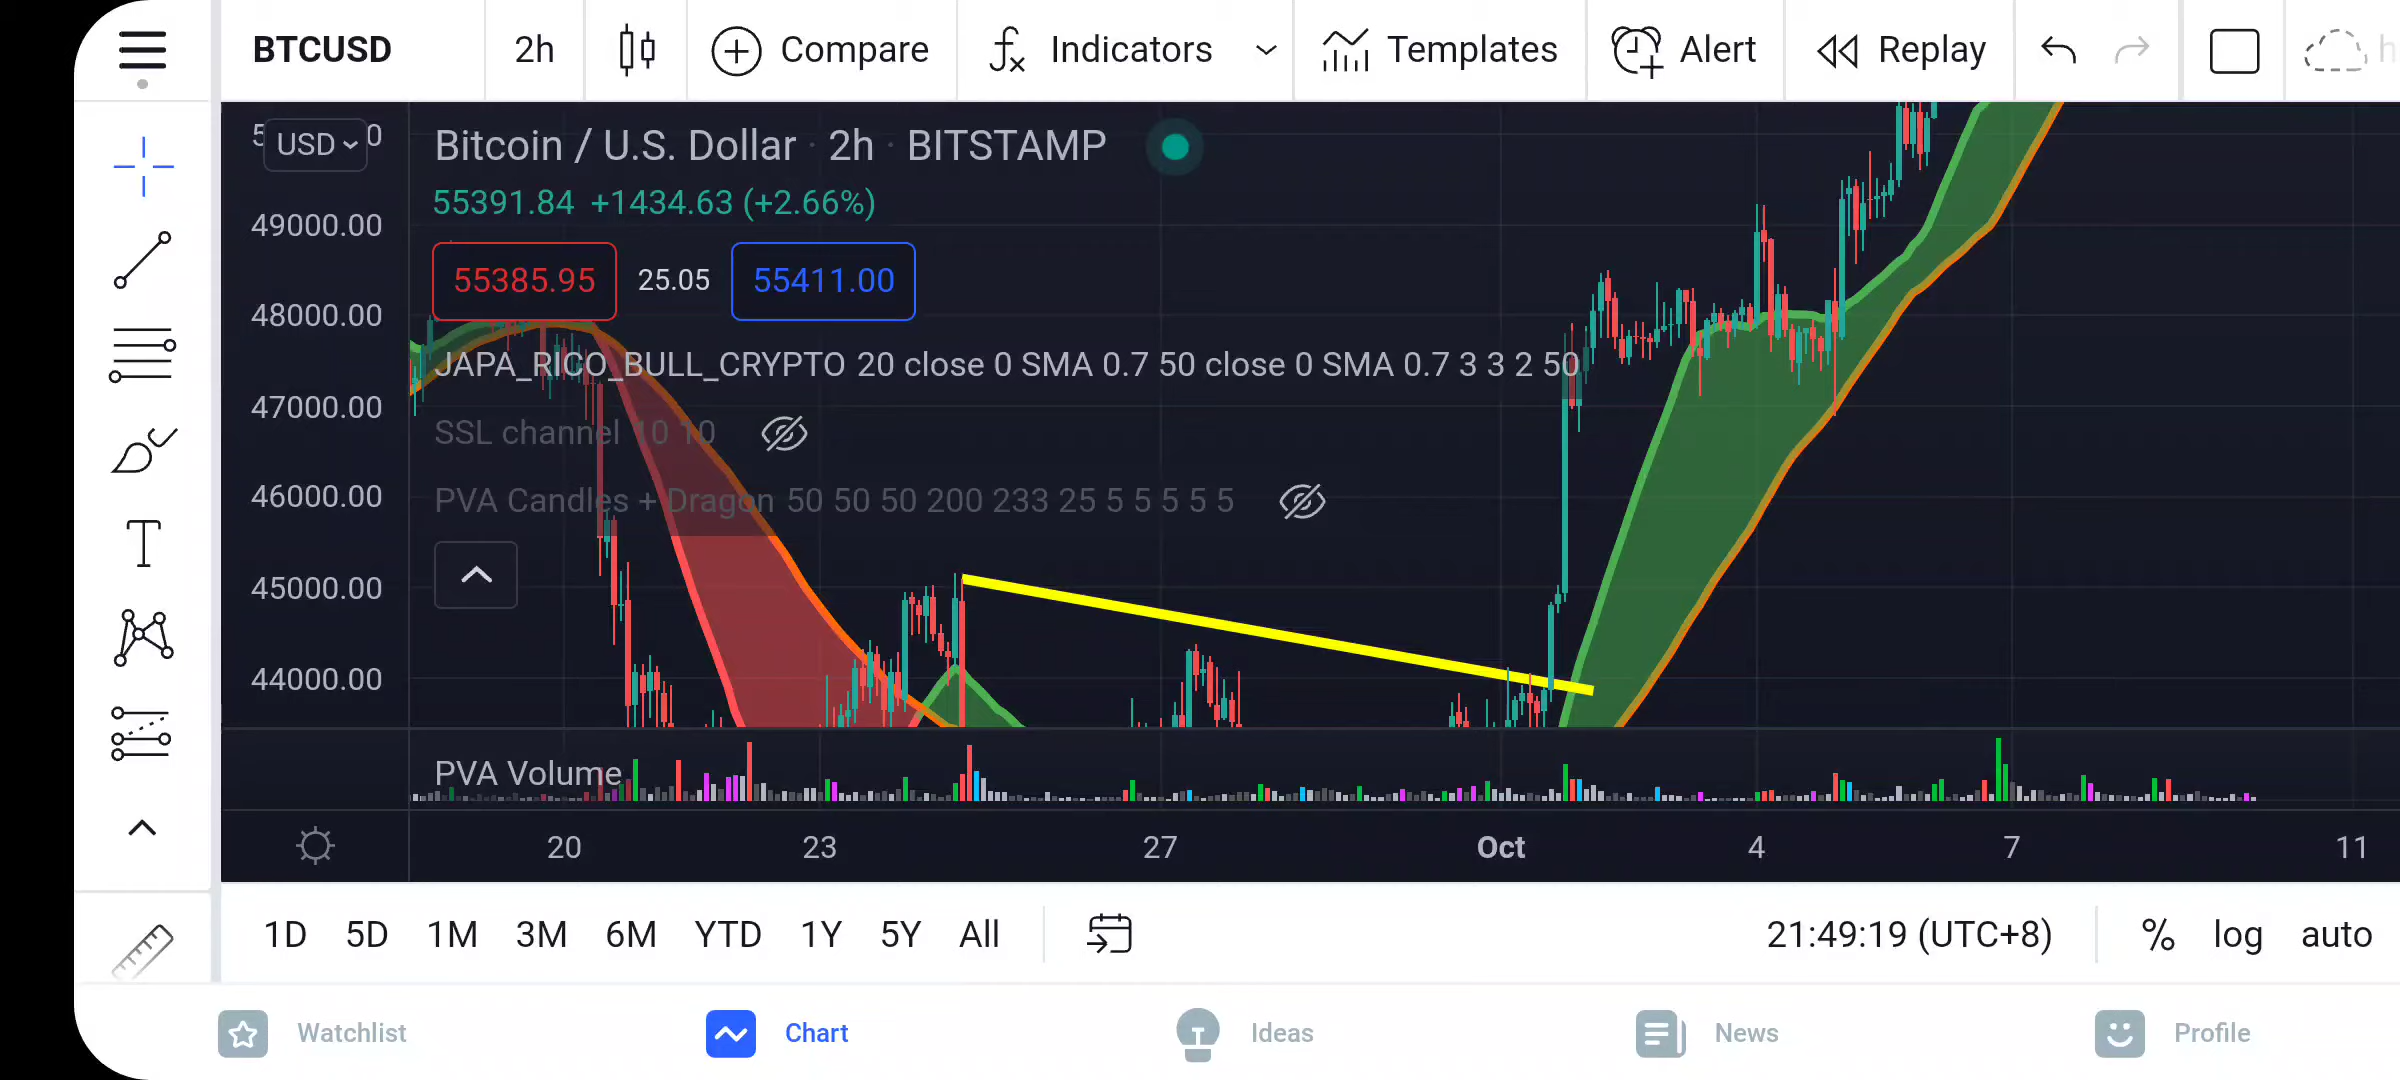 BTCUSD 2h Compare Indicators Templates Alert Replay
USD
Bitcoin / U.S. Dollar · 2h · BITSTAMP
55391.84 +1434.63 (+2.66%)
55385.95 25.05 55411.00
JAPA_RICO_BULL_CRYPTO 20 close 0 SMA 0.7 50 close 0 SMA 0.7 3 3 2 50
SSL channel 10 10
PVA Candles + Dragon 50 50 50 200 233 25 5 5 5 5 5
49000.00
48000.00
47000.00
46000.00
45000.00
44000.00
PVA Volume
20 23 27 Oct 4 7 11
1D 5D 1M 3M 6M YTD 1Y 5Y All 21:49:19 (UTC+8) % log auto
Watchlist Chart Ideas News Profile